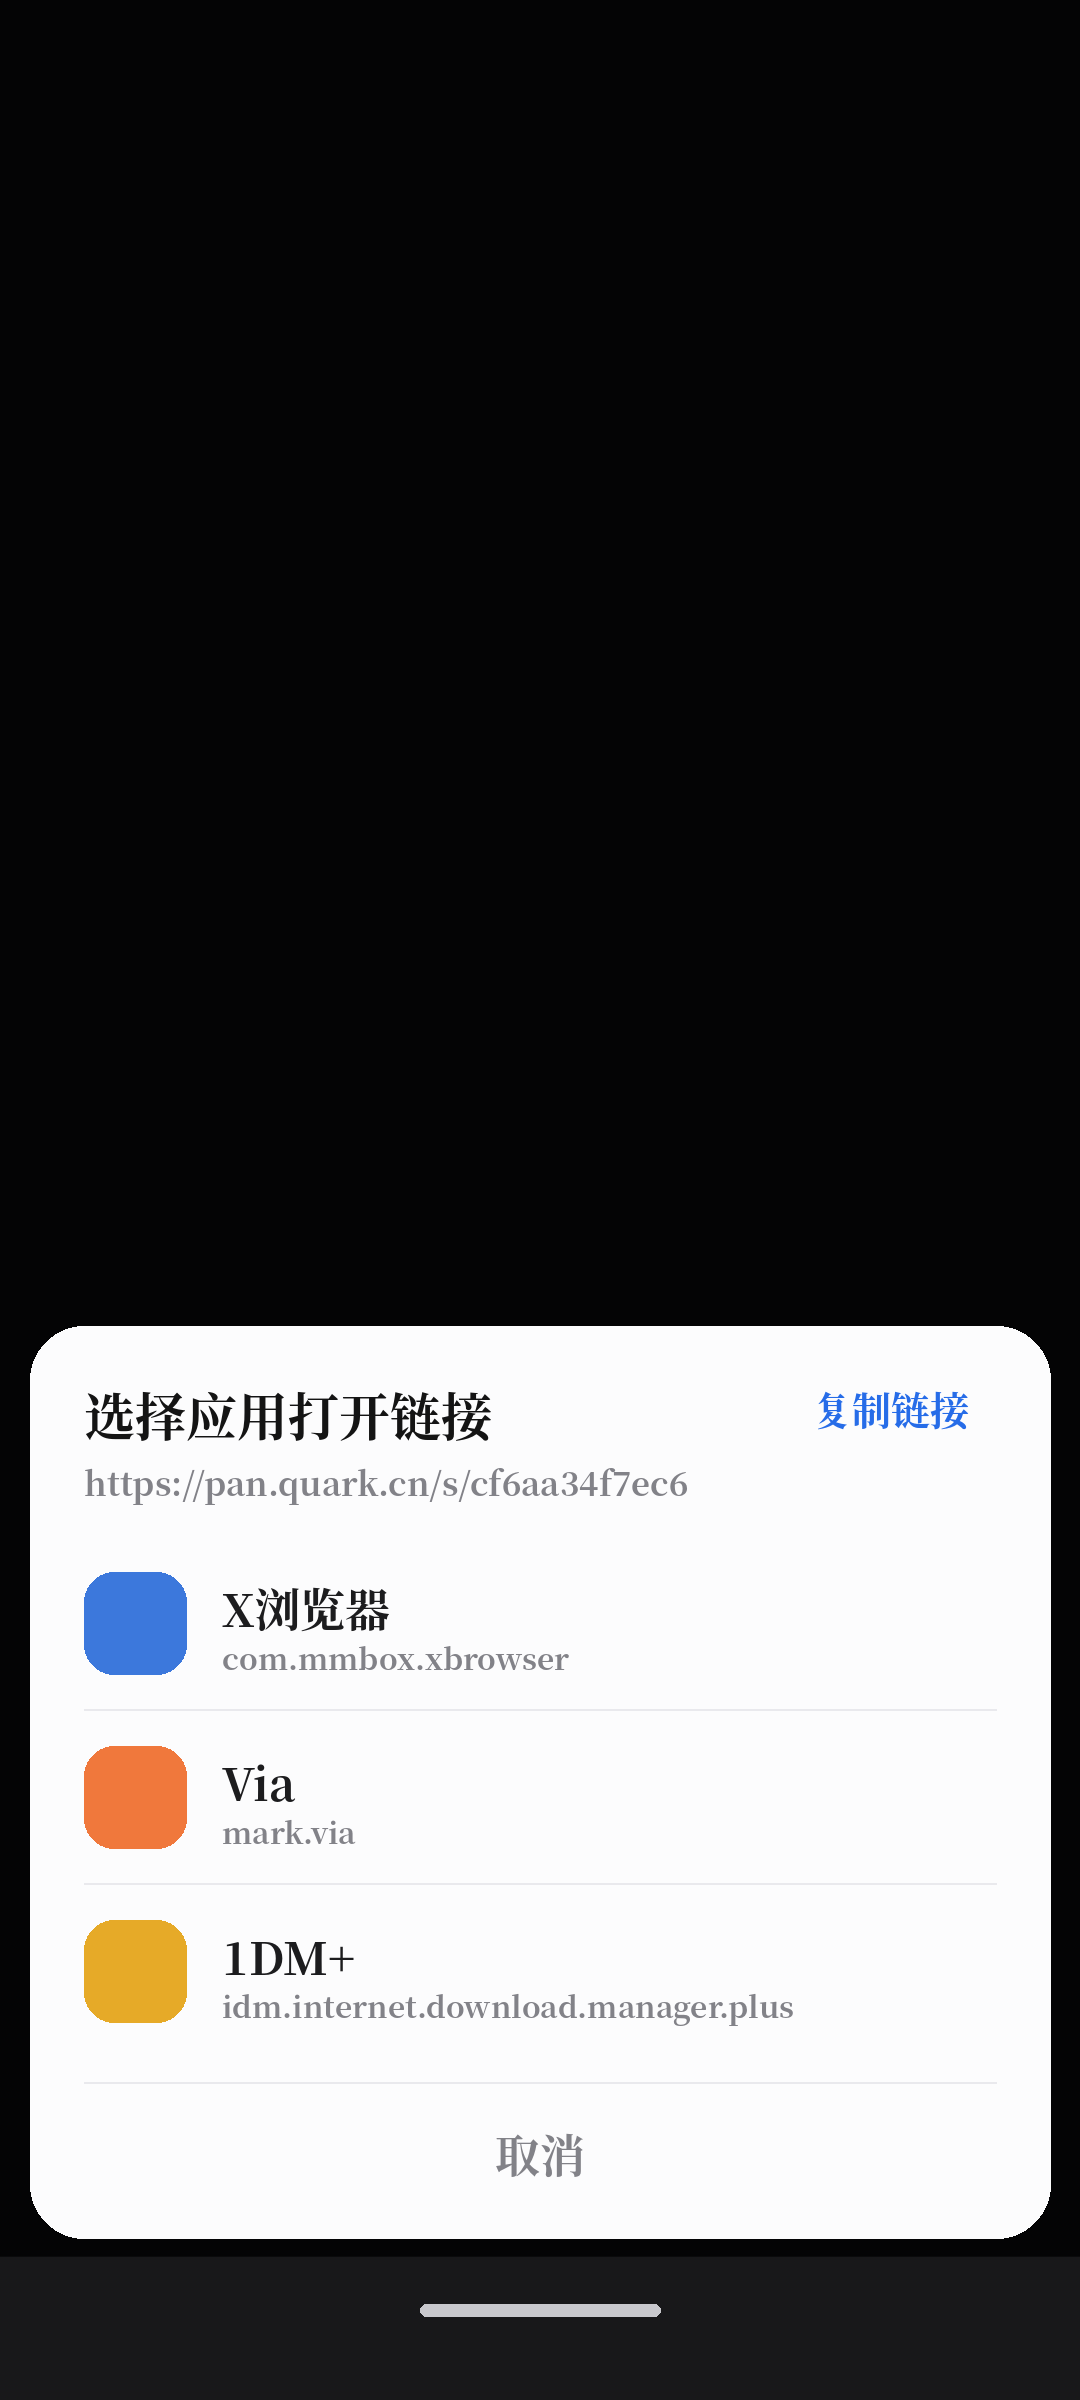 选择应用打开链接
复制链接
https://pan.quark.cn/s/cf6aa34f7ec6
X浏览器
com.mmbox.xbrowser
Via
mark.via
1DM+
idm.internet.download.manager.plus
取消